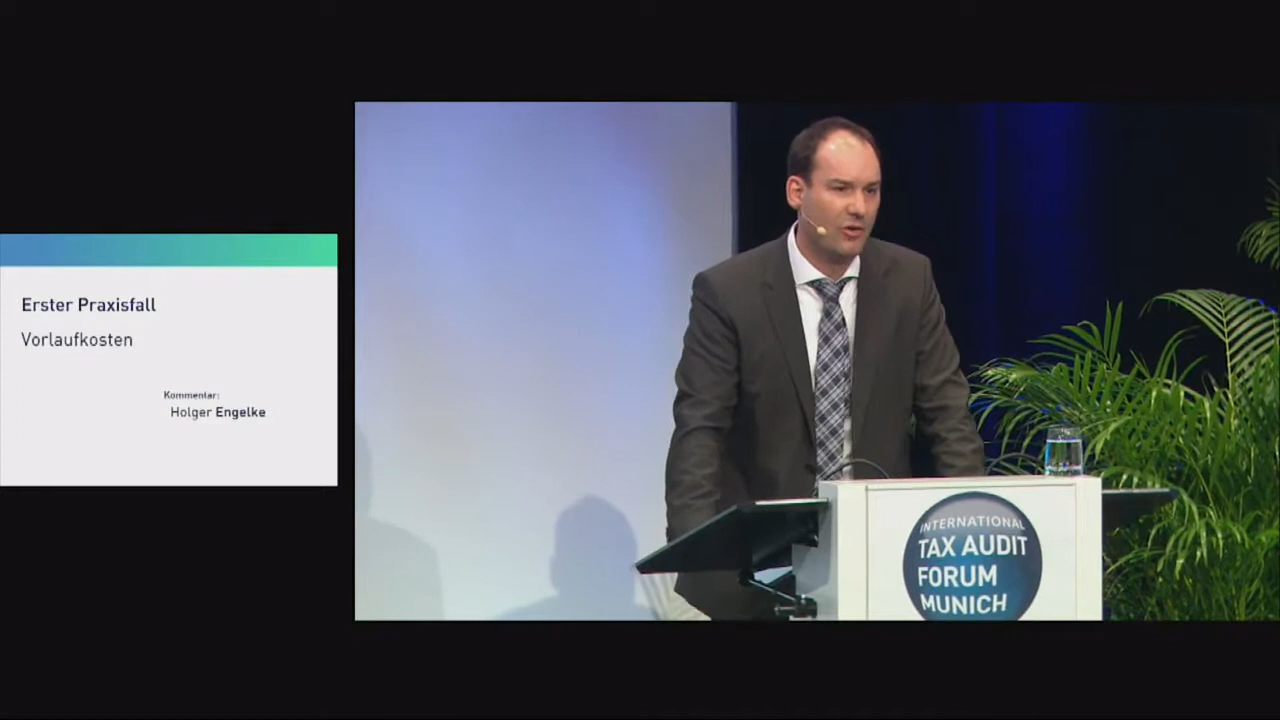 Erster Praxisfall
Vorlaufkosten
Kommentar:
Holger Engelke
INTERNATIONAL
TAX AUDIT
FORUM
MUNICH